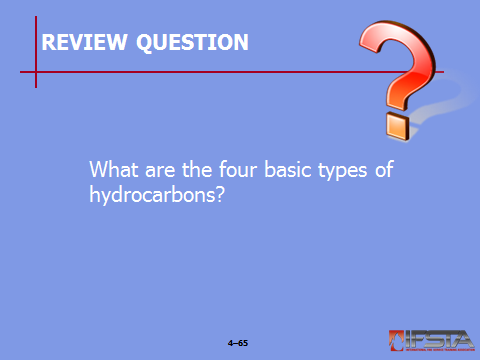 REVIEW QUESTION
What are the four basic types of
hydrocarbons?
4–65
IFSTA